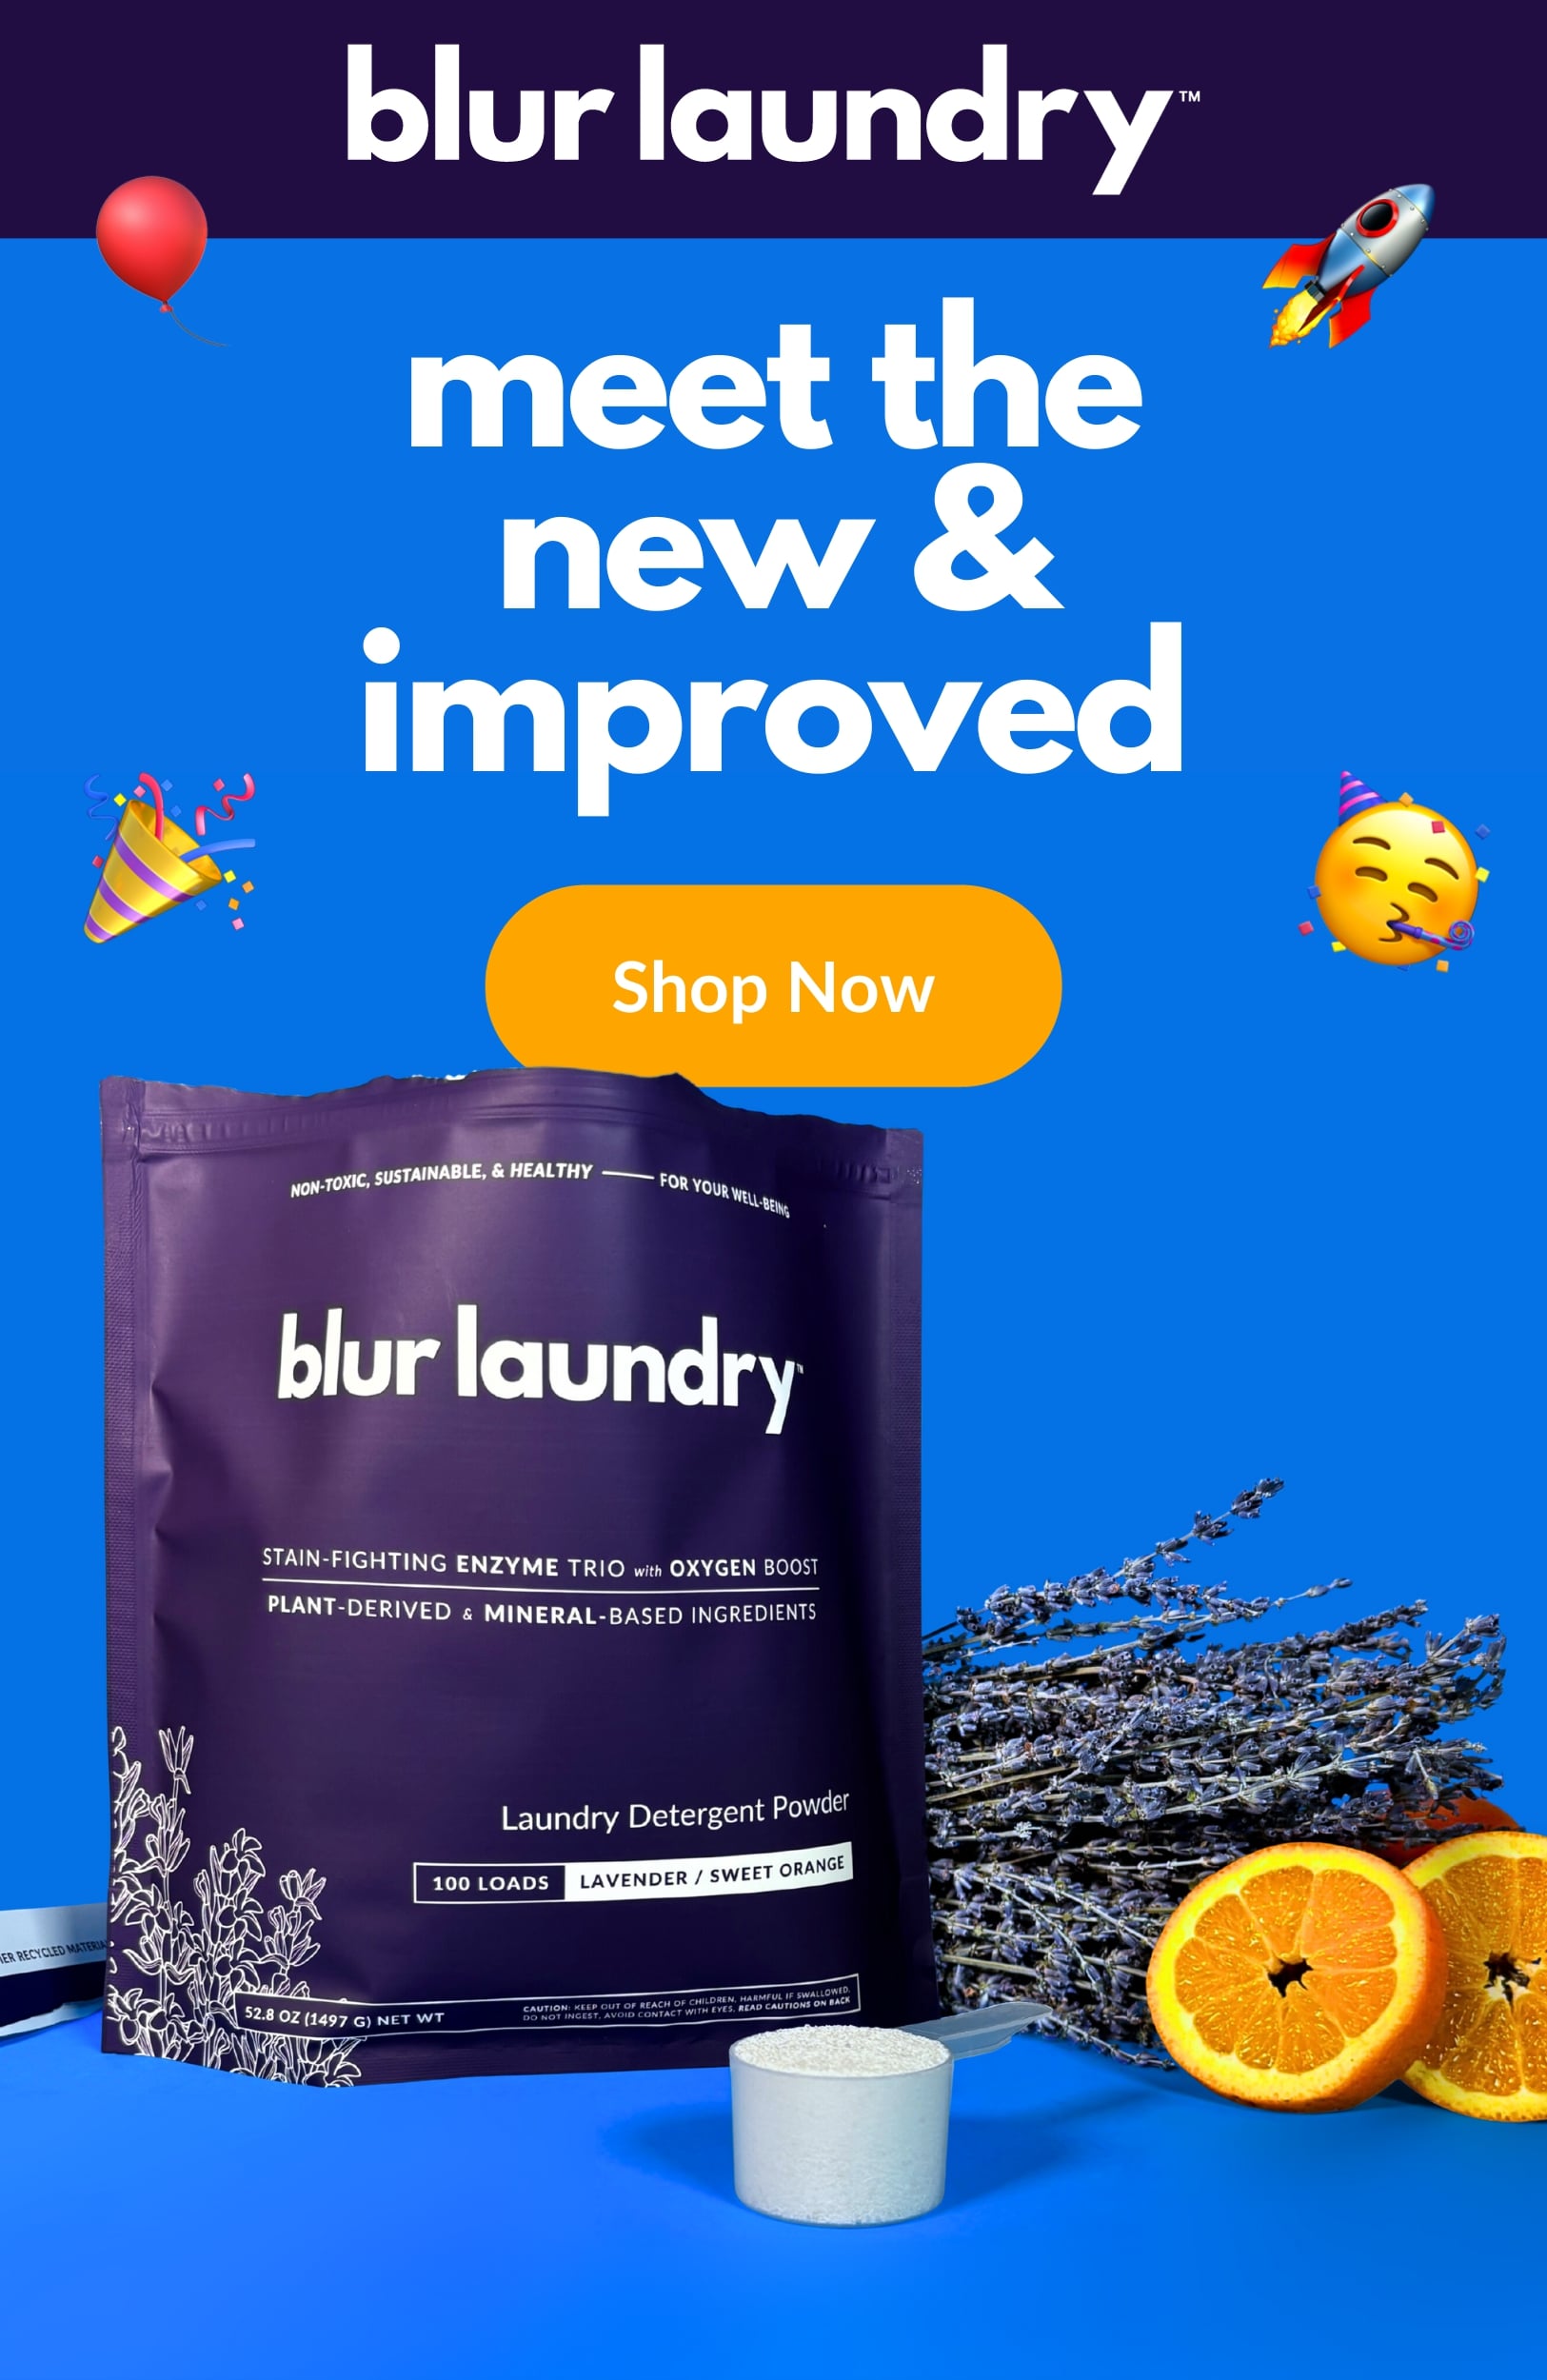 blur laundry™
meet the
new &
improved
Shop Now
NON-TOXIC, SUSTAINABLE, & HEALTHY — FOR YOUR WELL-BEING
blur laundry™
STAIN-FIGHTING ENZYME TRIO with OXYGEN BOOST
PLANT-DERIVED & MINERAL-BASED INGREDIENTS
Laundry Detergent Powder
100 LOADS LAVENDER / SWEET ORANGE
RECYCLED
52.8 OZ (1497 G) NET WT
CAUTION: KEEP OUT OF REACH OF CHILDREN, HARMFUL IF SWALLOWED,
DO NOT INGEST, AVOID CONTACT WITH EYES. READ CAUTIONS ON BACK